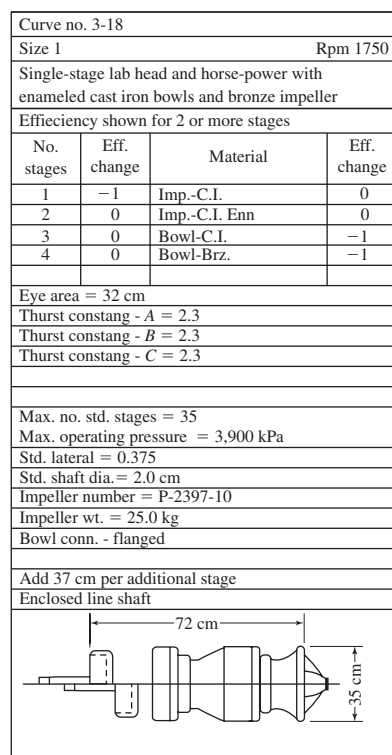 Curve no. 3-18
Size 1 Rpm 1750
Single-stage lab head and horse-power with
enameled cast iron bowls and bronze impeller
Effieciency shown for 2 or more stages
No. stages Eff. change Material Eff. change
1 −1 Imp.-C.I. 0
2 0 Imp.-C.I. Enn 0
3 0 Bowl-C.I. −1
4 0 Bowl-Brz. −1
Eye area = 32 cm
Thurst constang - A = 2.3
Thurst constang - B = 2.3
Thurst constang - C = 2.3
Max. no. std. stages = 35
Max. operating pressure = 3,900 kPa
Std. lateral = 0.375
Std. shaft dia.= 2.0 cm
Impeller number = P-2397-10
Impeller wt. = 25.0 kg
Bowl conn. - flanged
Add 37 cm per additional stage
Enclosed line shaft
72 cm
35 cm